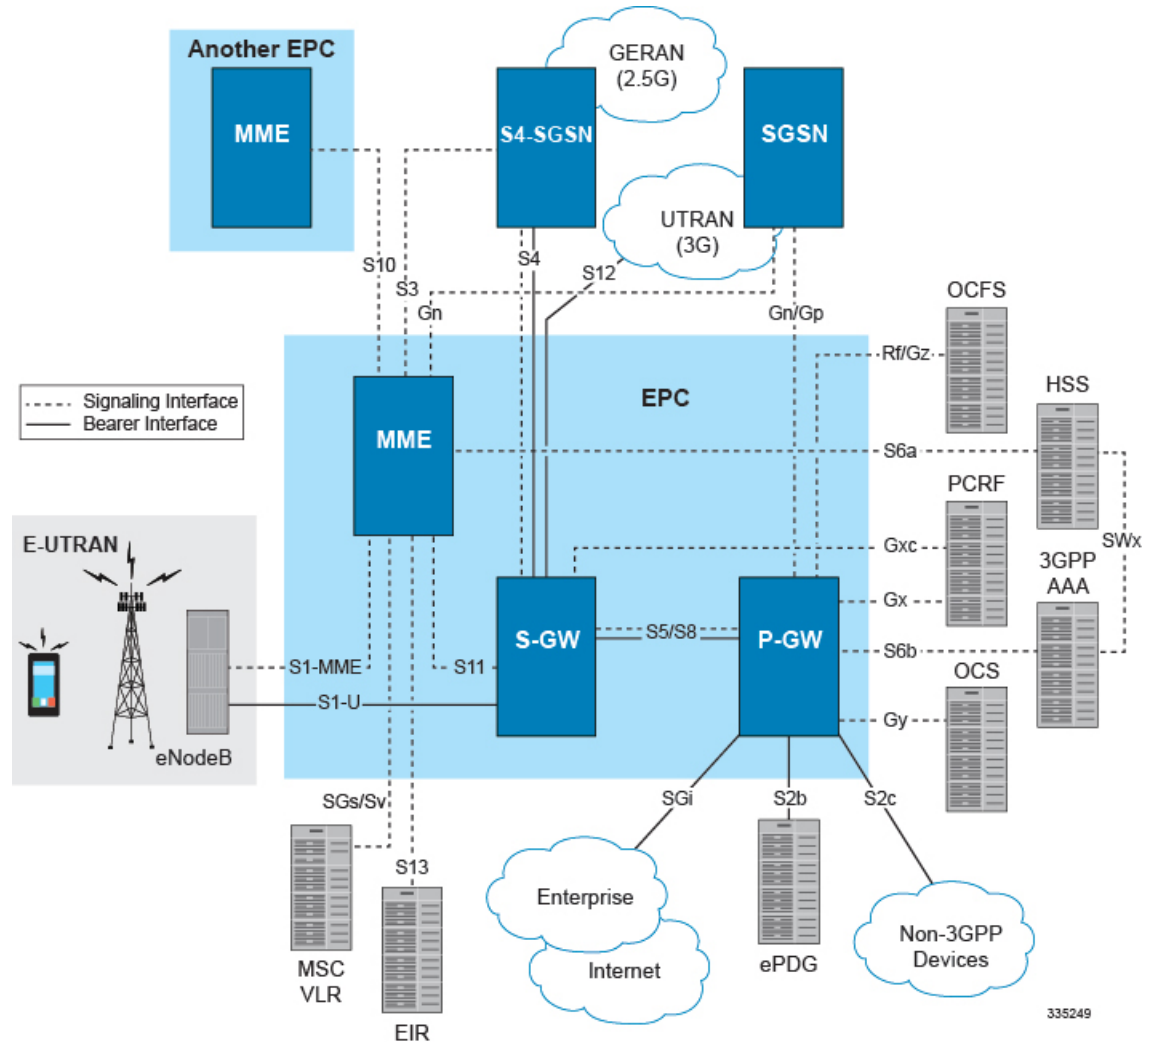 Another EPC
MME
GERAN
(2.5G)
S4-SGSN
SGSN
UTRAN
(3G)
S10
S3
Gn
S4
S12
Gn/Gp
OCFS
Rf/Gz
HSS
Signaling Interface
Bearer Interface
EPC
MME
S6a
PCRF
Gxc
SWx
3GPP
AAA
E-UTRAN
Gx
S-GW
S5/S8
P-GW
S6b
S1-MME
S11
OCS
S1-U
Gy
eNodeB
SGs/Sv
SGi
S2b
S2c
S13
Enterprise
Internet
MSC
VLR
ePDG
Non-3GPP
Devices
335249
EIR